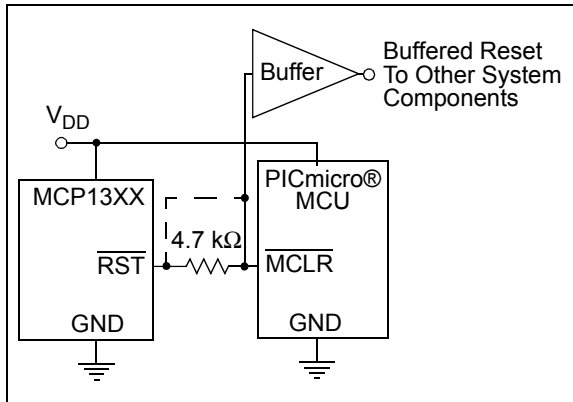 Buffer
Buffered Reset
To Other System
Components
VDD
MCP13XX
PICmicro®
MCU
4.7 kΩ
RST
MCLR
GND
GND